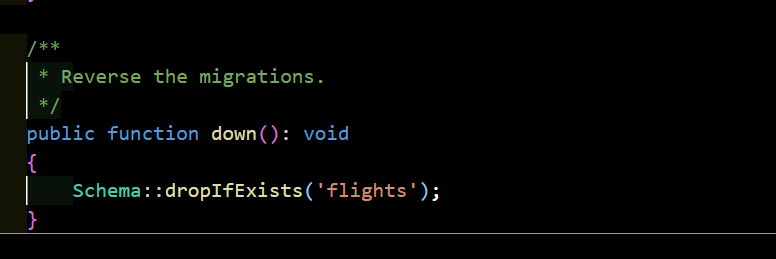 /**
 * Reverse the migrations.
 */
public function down(): void
{
    Schema::dropIfExists('flights');
}